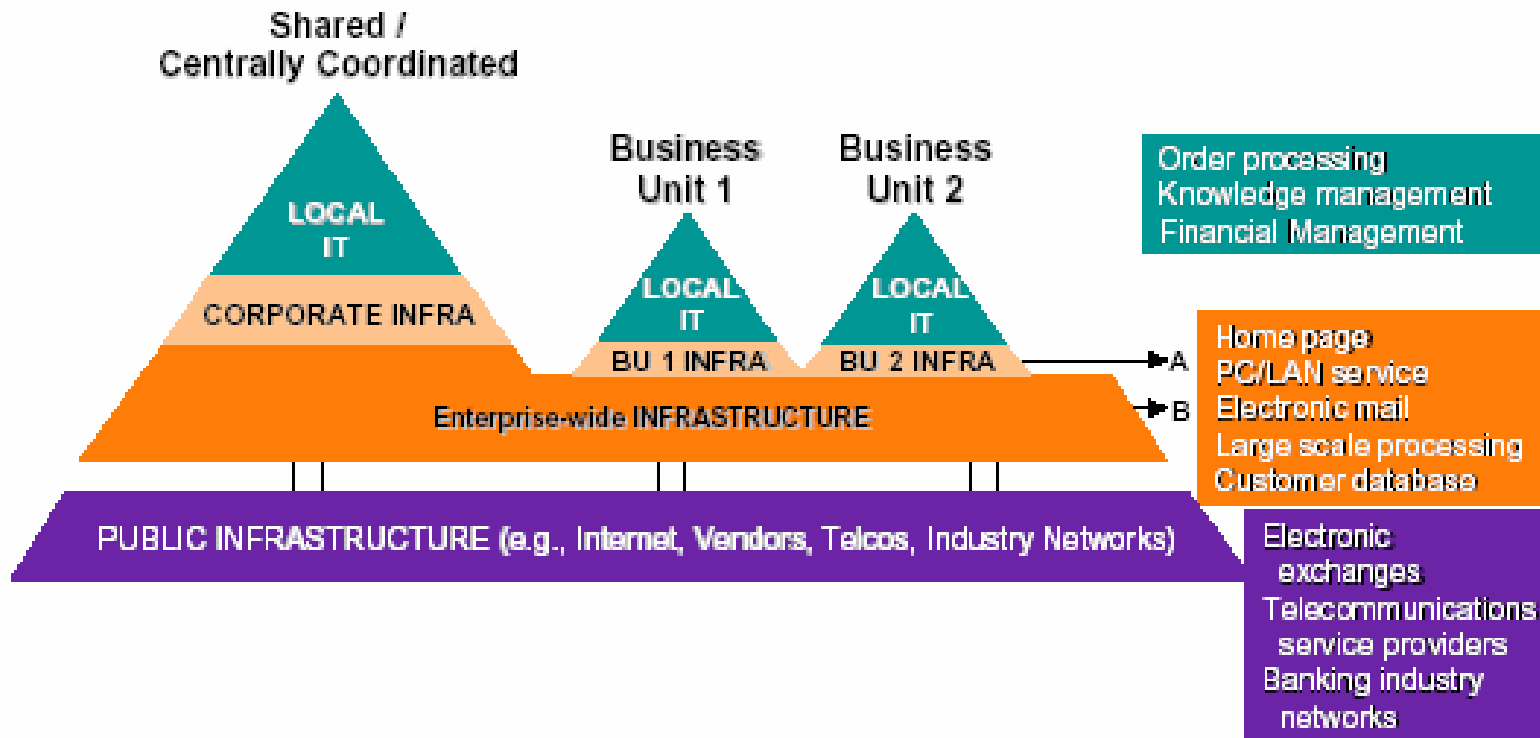 Shared /
Centrally Coordinated
Business
Unit 1
Business
Unit 2
LOCAL
IT
CORPORATE INFRA
LOCAL
IT
BU 1 INFRA
LOCAL
IT
BU 2 INFRA
A
B
Enterprise-wide INFRASTRUCTURE
PUBLIC INFRASTRUCTURE (e.g., Internet, Vendors, Telcos, Industry Networks)
Order processing
Knowledge management
Financial Management
Home page
PC/LAN service
Electronic mail
Large scale processing
Customer database
Electronic
exchanges
Telecommunications
service providers
Banking industry
networks